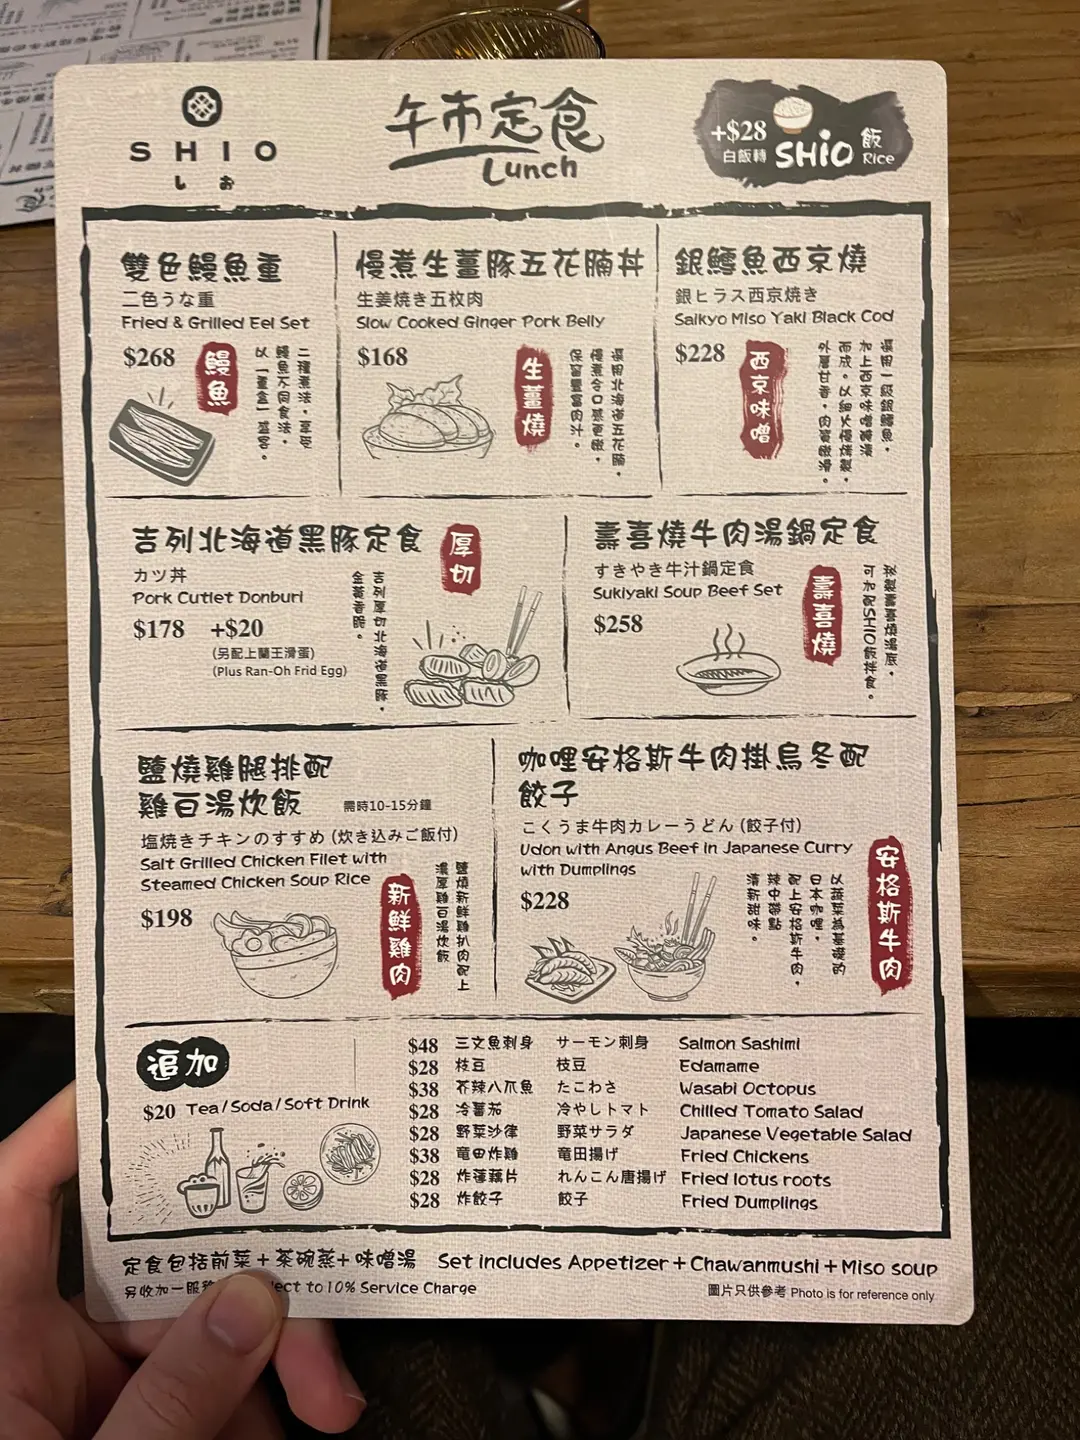 SHIO
しお
午市定食
Lunch
+$28
白飯轉 SHIO 飯
Rice
雙色鰻魚重
二色うな重
Fried & Grilled Eel Set
$268
鰻魚
二種煮法，享受
鰻魚不同食法，
以一重盒一盛宴。
慢煮生薑豚五花腩丼
生姜焼き五枚肉
Slow Cooked Ginger Pork Belly
$168
生薑燒
選用北海道五花腩，
慢煮令口感更嫩，
保留豐富肉汁。
銀鱈魚西京燒
銀ヒラス西京焼き
Saikyo Miso Yaki Black Cod
$228
西京味噌
選用一級銀鱈魚，
加上西京味噌醃漬
而成。以細火慢烤製，
外層甘香，肉質嫩滑。
吉列北海道黑豚定食
カツ丼
Pork Cutlet Donburi
$178 +$20
(另配上蘭王滑蛋)
(Plus Ran-Oh Frid Egg)
厚切
吉列厚切北海道黑豚，
金黃香脆。
壽喜燒牛肉湯鍋定食
すきやき牛汁鍋定食
Sukiyaki Soup Beef Set
$258
壽喜燒
秘製壽喜燒湯底，
可加配SHIO飯拌食。
鹽燒雞腿排配
雞白湯炊飯 需時10-15分鐘
塩焼きチキンのすすめ (炊き込みご飯付)
Salt Grilled Chicken Filet with
Steamed Chicken Soup Rice
$198
新鮮雞肉
鹽燒新鮮雞扒肉配上
濃厚雞白湯炊飯
咖哩安格斯牛肉掛烏冬配
餃子
こくうま牛肉カレーうどん (餃子付)
Udon with Angus Beef in Japanese Curry
with Dumplings
$228
安格斯牛肉
以蔬菜為基礎的
日本咖哩，
配上安格斯牛肉，
辣中帶點
清新甜味。
追加
$20 Tea/Soda/Soft Drink
$48 三文魚刺身 サーモン刺身 Salmon Sashimi
$28 枝豆 枝豆 Edamame
$38 芥辣八爪魚 たこわさ Wasabi Octopus
$28 冷蕃茄 冷やしトマト Chilled Tomato Salad
$28 野菜沙律 野菜サラダ Japanese Vegetable Salad
$38 竜田炸雞 竜田揚げ Fried Chickens
$28 炸蓮藕片 れんこん唐揚げ Fried lotus roots
$28 炸餃子 餃子 Fried Dumplings
定食包括前菜＋茶碗蒸＋味噌湯 Set includes Appetizer + Chawanmushi + Miso soup
另收加一服 ect to 10% Service Charge
圖片只供參考 Photo is for reference only